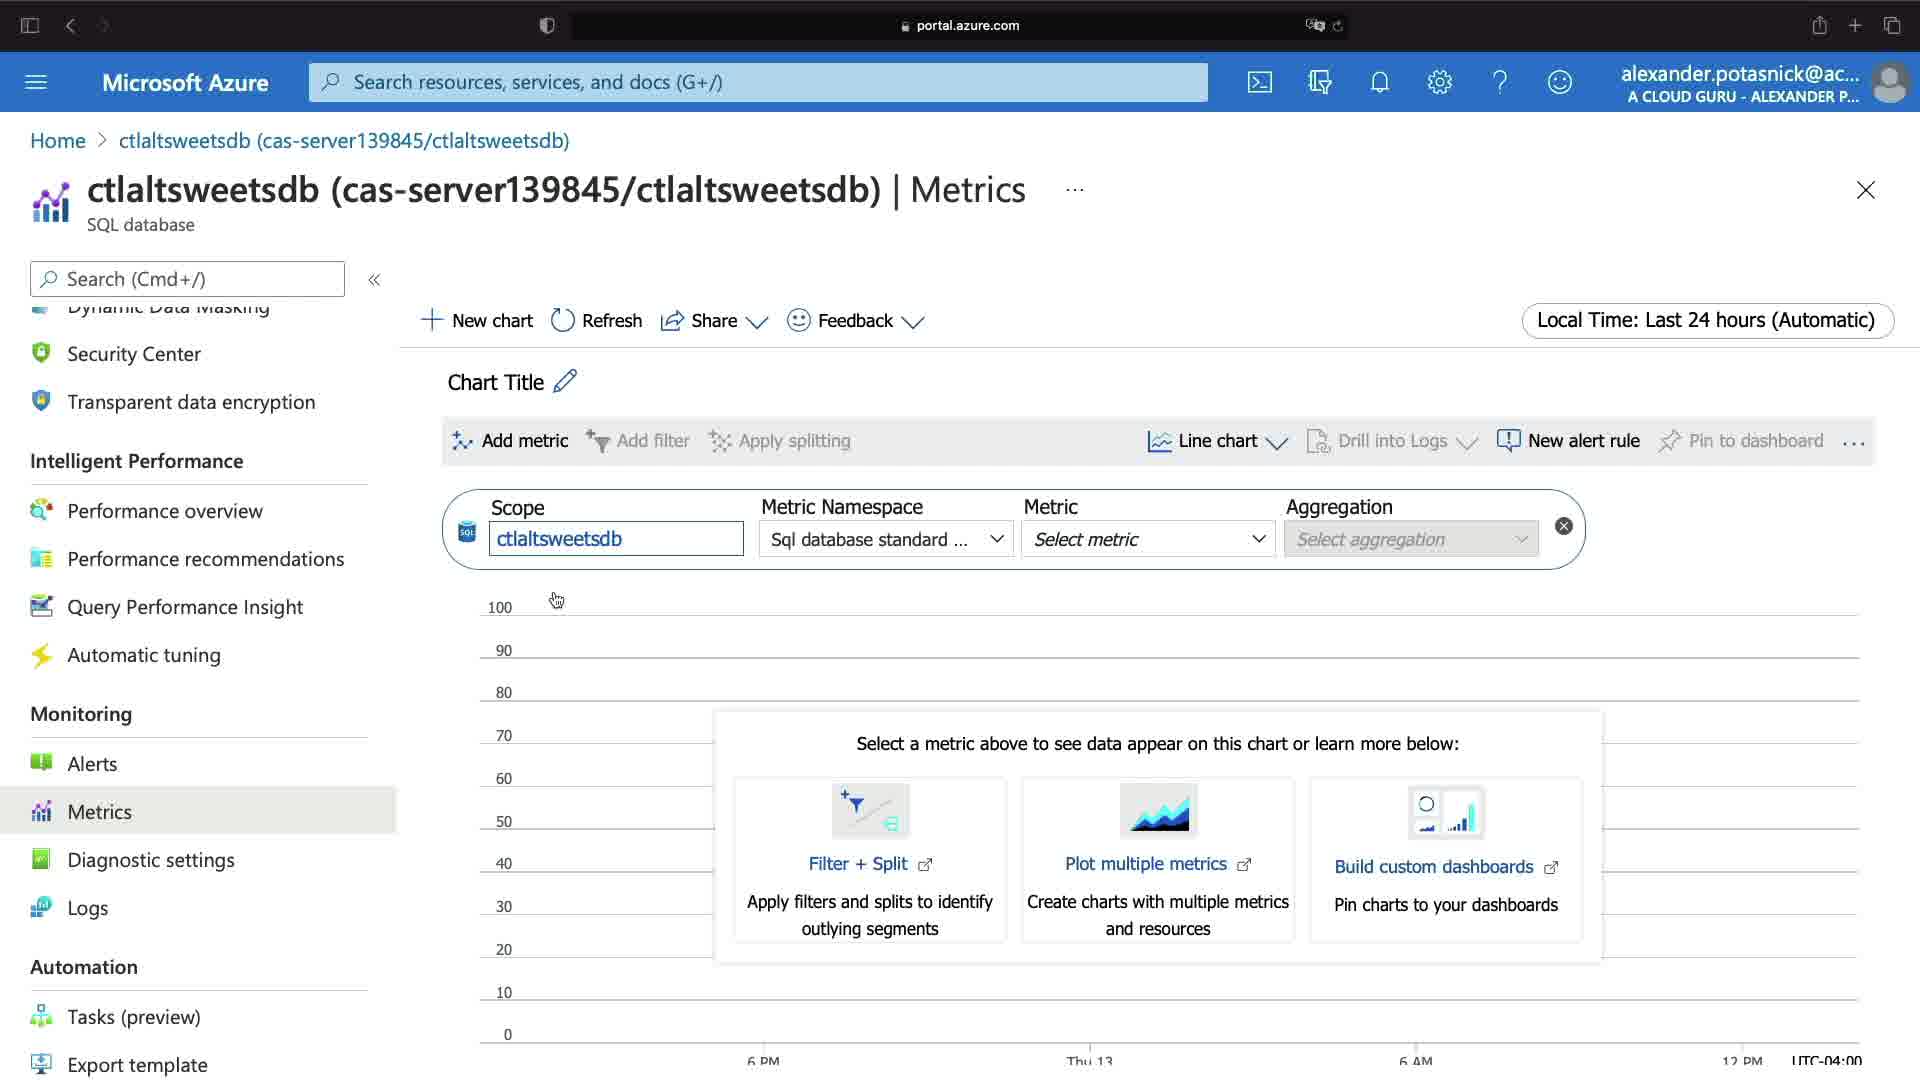 portal.azure.com
Microsoft Azure
Search resources, services, and docs (G+/)
alexander.potasnick@ac...
A CLOUD GURU - ALEXANDER P...
Home > ctlaltsweetsdb (cas-server139845/ctlaltsweetsdb)
ctlaltsweetsdb (cas-server139845/ctlaltsweetsdb) | Metrics ...
SQL database
Search (Cmd+/)
Dynamic Data Masking
Security Center
Transparent data encryption
Intelligent Performance
Performance overview
Performance recommendations
Query Performance Insight
Automatic tuning
Monitoring
Alerts
Metrics
Diagnostic settings
Logs
Automation
Tasks (preview)
Export template
New chart Refresh Share Feedback
Local Time: Last 24 hours (Automatic)
Chart Title
Add metric Add filter Apply splitting
Line chart Drill into Logs New alert rule Pin to dashboard ...
Scope Metric Namespace Metric Aggregation
SQL ctlaltsweetsdb Sql database standard ... Select metric Select aggregation
100
90
80
70
60
50
40
30
20
10
0
Select a metric above to see data appear on this chart or learn more below:
Filter + Split
Apply filters and splits to identify
outlying segments
Plot multiple metrics
Create charts with multiple metrics
and resources
Build custom dashboards
Pin charts to your dashboards
6 PM Thu 13 6 AM 12 PM UTC-04:00